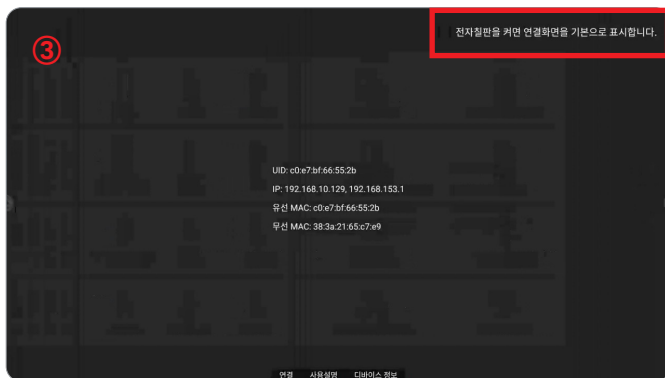 ③
전자칠판을 켜면 연결화면을 기본으로 표시합니다.
UID: c0:e7:bf:66:55:2b
IP: 192.168.10.129, 192.168.153.1
유선 MAC: c0:e7:bf:66:55:2b
무선 MAC: 38:3a:21:65:c7:e9
연결 사용설명 디바이스 정보